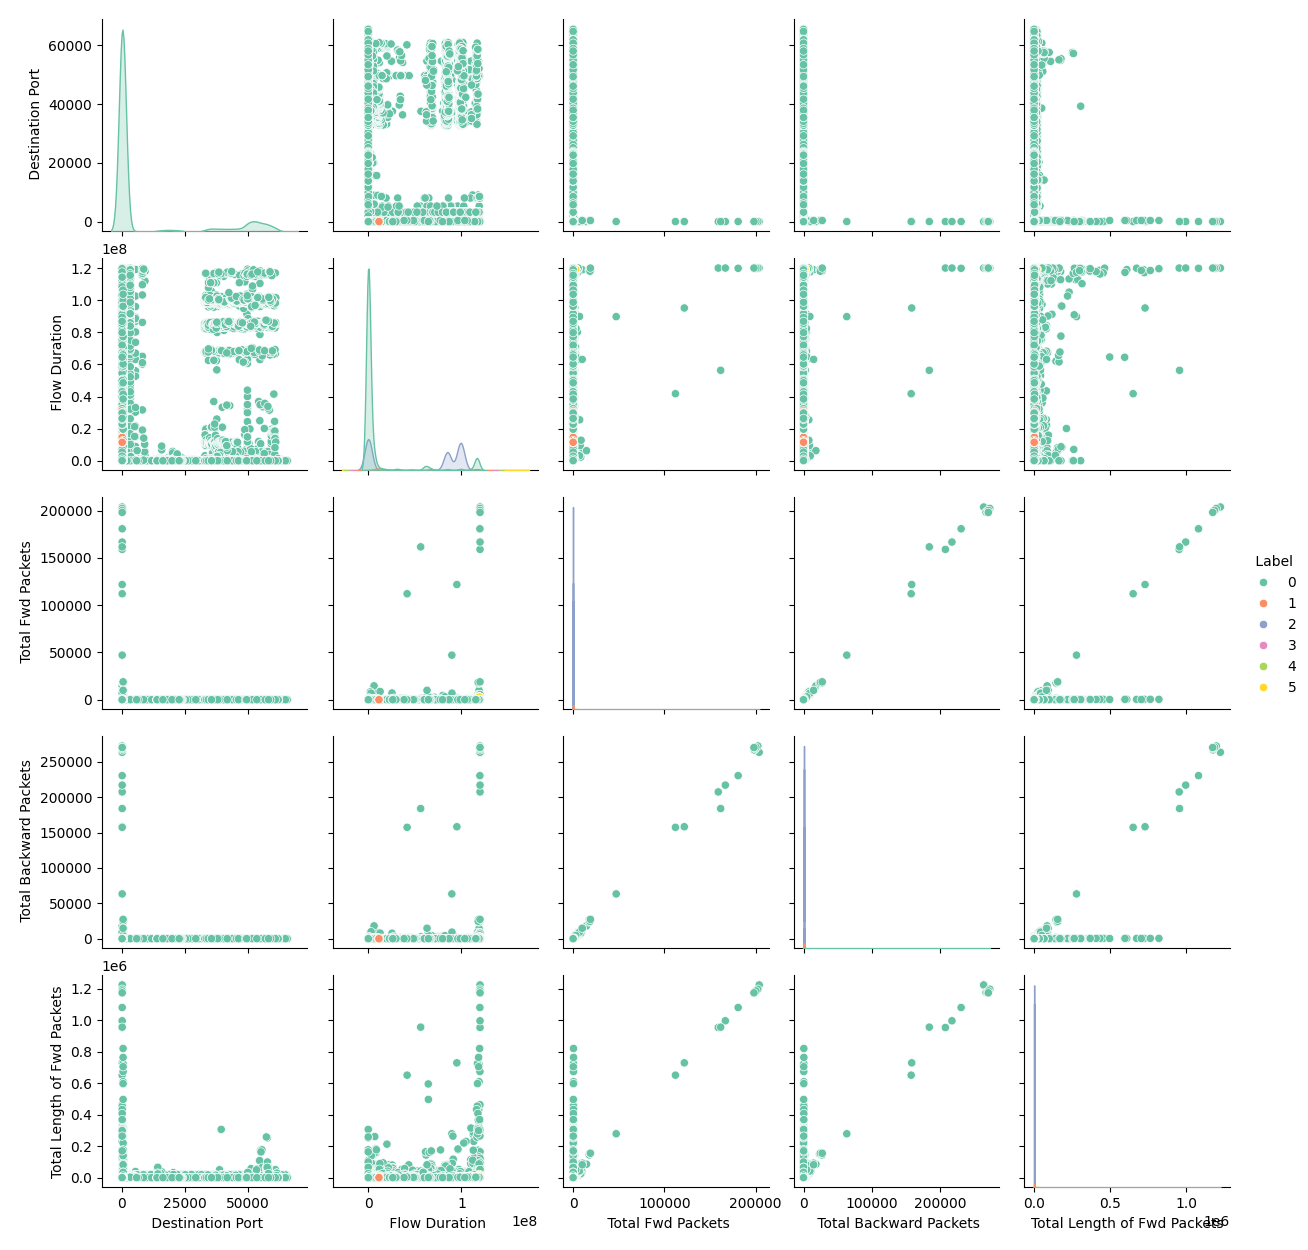 60000
40000
20000
0
Destination Port
1e8
1.2
1.0
0.8
0.6
0.4
0.2
0.0
Flow Duration
200000
150000
100000
50000
0
Total Fwd Packets
Label
0
1
2
3
4
5
250000
200000
150000
100000
50000
0
Total Backward Packets
1e6
1.2
1.0
0.8
0.6
0.4
0.2
0.0
Total Length of Fwd Packets
0 50000
Destination Port
0 1
1e8
Flow Duration
0 100000 200000
Total Fwd Packets
0 100000 200000
Total Backward Packets
0.0 0.5 1.0
1e6
Total Length of Fwd Packets